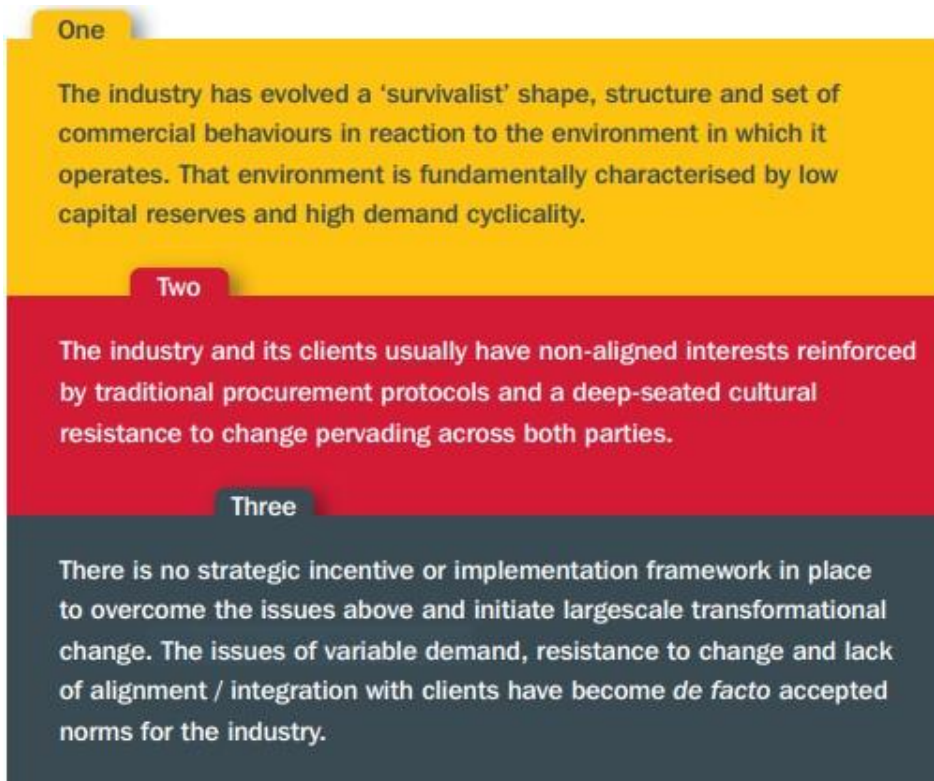 One
The industry has evolved a ‘survivalist’ shape, structure and set of
commercial behaviours in reaction to the environment in which it
operates. That environment is fundamentally characterised by low
capital reserves and high demand cyclicality.
Two
The industry and its clients usually have non-aligned interests reinforced
by traditional procurement protocols and a deep-seated cultural
resistance to change pervading across both parties.
Three
There is no strategic incentive or implementation framework in place
to overcome the issues above and initiate largescale transformational
change. The issues of variable demand, resistance to change and lack
of alignment / integration with clients have become de facto accepted
norms for the industry.